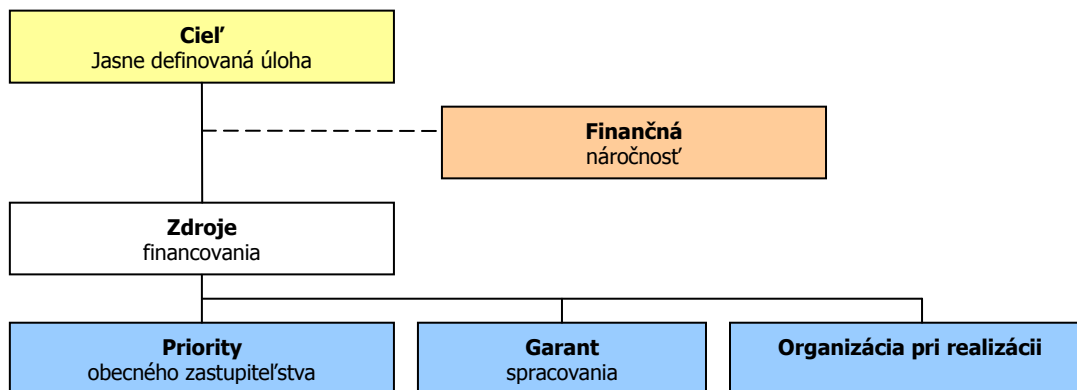 Cieľ
Jasne definovaná úloha
Finančná
náročnosť
Zdroje
financovania
Priority
obecného zastupiteľstva
Garant
spracovania
Organizácia pri realizácii